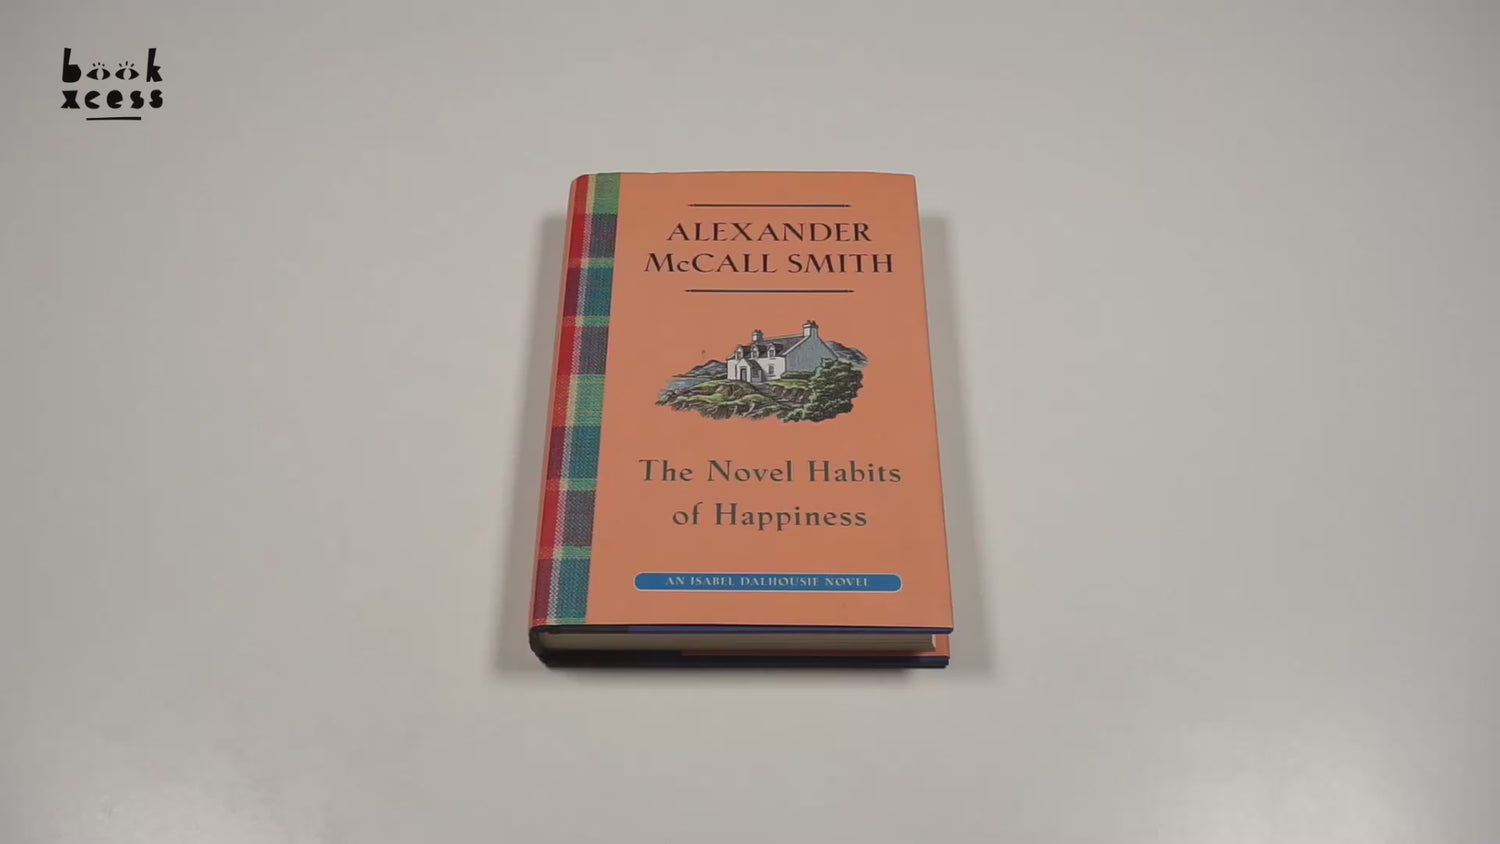 book
xcess
ALEXANDER
McCALL SMITH
The Novel Habits
of Happiness
AN ISABEL DALHOUSIE NOVEL